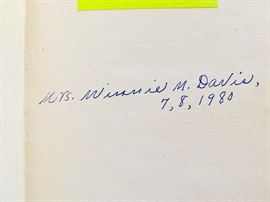 Mrs. Winnie M. Davis,
7, 8, 1980